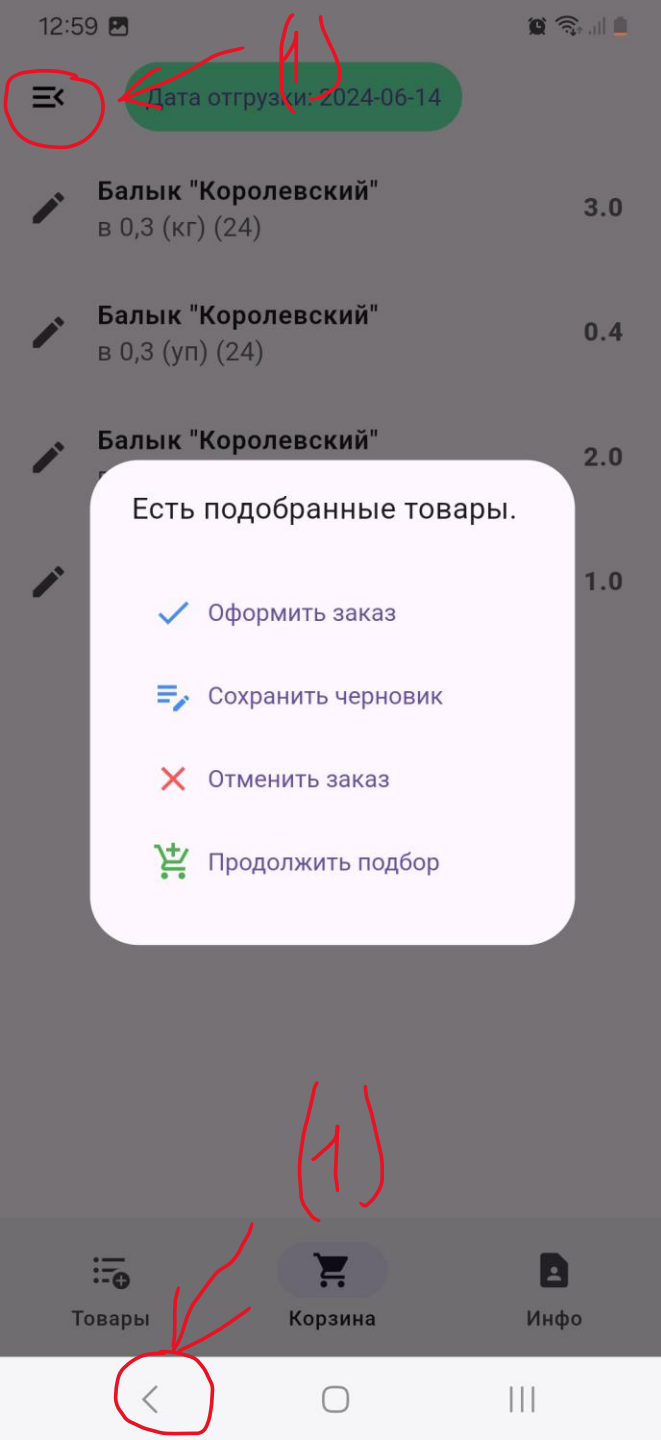 12:59
1)
Дата отгрузки: 2024-06-14
Балык "Королевский"
в 0,3 (кг) (24)
3.0
Балык "Королевский"
в 0,3 (уп) (24)
0.4
Балык "Королевский"
2.0
1.0
Есть подобранные товары.
Оформить заказ
Сохранить черновик
Отменить заказ
Продолжить подбор
(1)
Товары
Корзина
Инфо